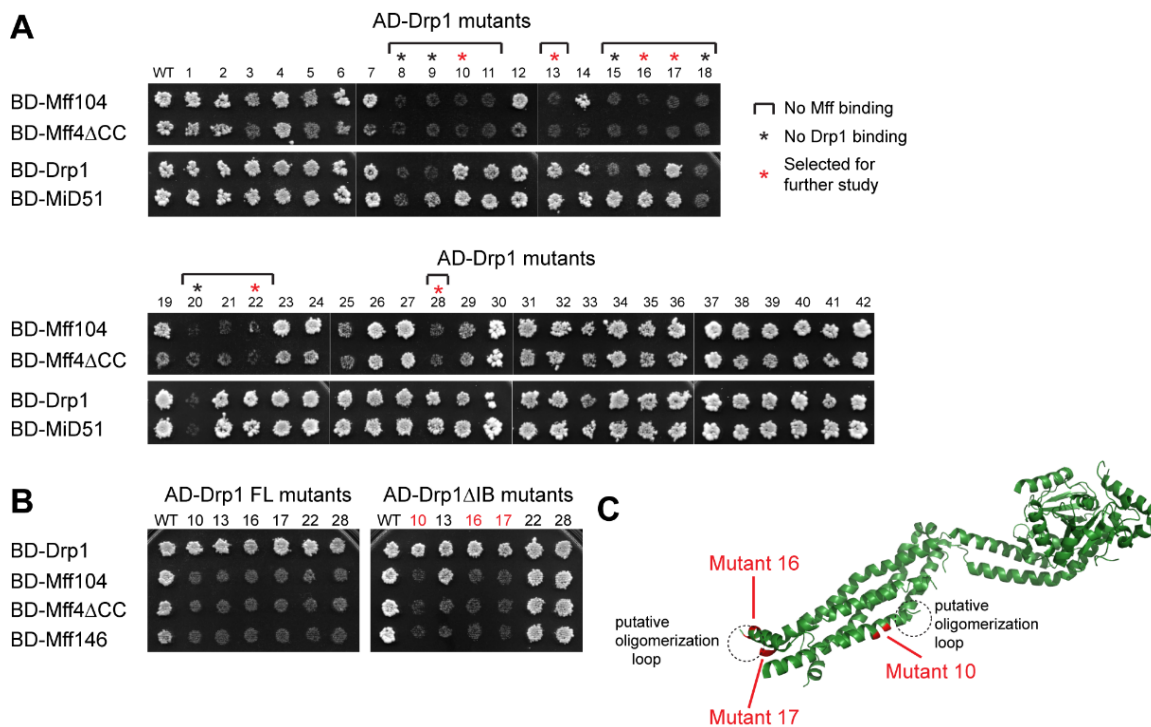 A
AD-Drp1 mutants
* * * * * * * * *
WT 1 2 3 4 5 6 7 8 9 10 11 12 13 14 15 16 17 18
BD-Mff104
BD-Mff4ΔCC
BD-Drp1
BD-MiD51
No Mff binding
* No Drp1 binding
* Selected for
further study
AD-Drp1 mutants
* * *
19 20 21 22 23 24 25 26 27 28 29 30 31 32 33 34 35 36 37 38 39 40 41 42
BD-Mff104
BD-Mff4ΔCC
BD-Drp1
BD-MiD51
B
AD-Drp1 FL mutants
WT 10 13 16 17 22 28
AD-Drp1ΔIB mutants
WT 10 13 16 17 22 28
BD-Drp1
BD-Mff104
BD-Mff4ΔCC
BD-Mff146
C
Mutant 16
putative
oligomerization
loop
Mutant 17
putative
oligomerization
loop
Mutant 10